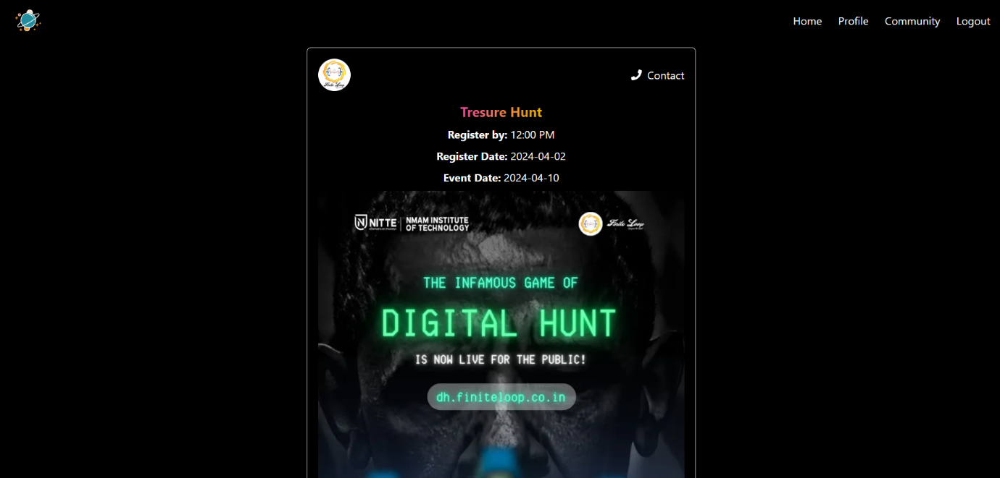 Home Profile Community Logout
Finite Loop
Contact
Tresure Hunt
Register by: 12:00 PM
Register Date: 2024-04-02
Event Date: 2024-04-10
NITTE
NMAM INSTITUTE
OF TECHNOLOGY
Finite Loop
THE INFAMOUS GAME OF
DIGITAL HUNT
IS NOW LIVE FOR THE PUBLIC!
dh.finiteloop.co.in